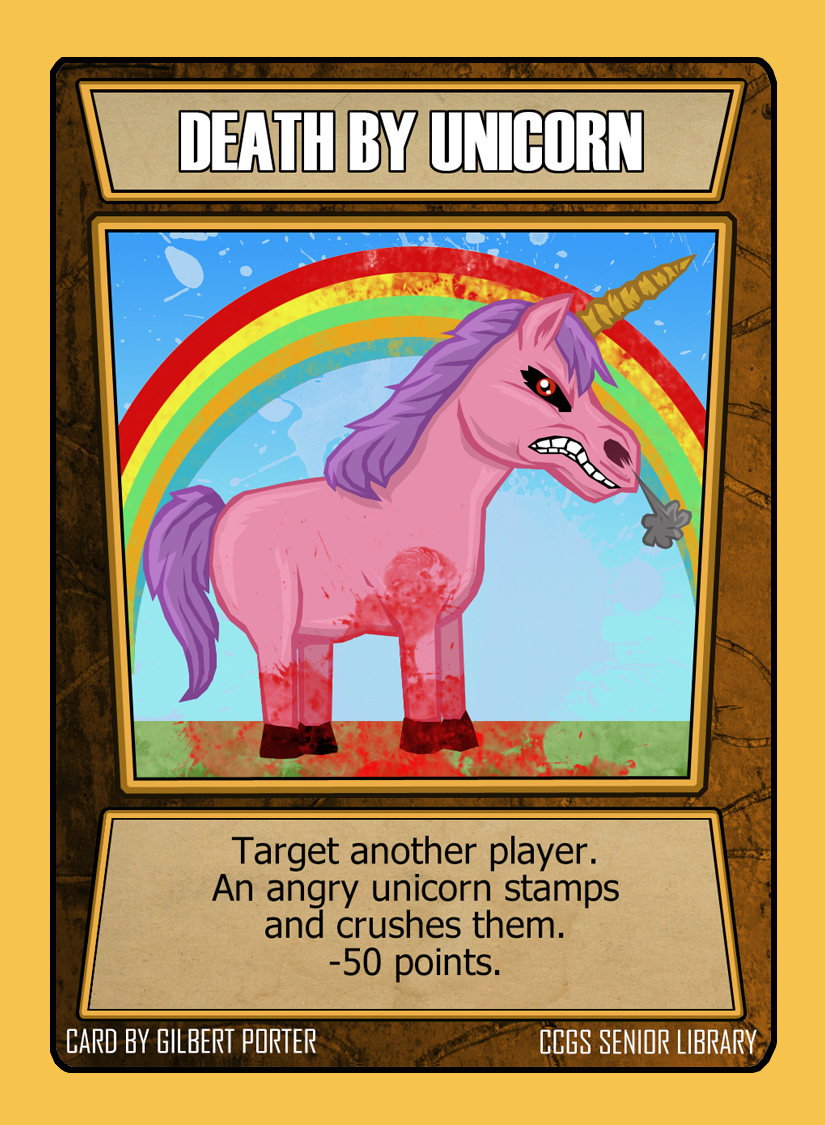 DEATH BY UNICORN
Target another player.
An angry unicorn stamps
and crushes them.
-50 points.
CARD BY GILBERT PORTER
CCGS SENIOR LIBRARY